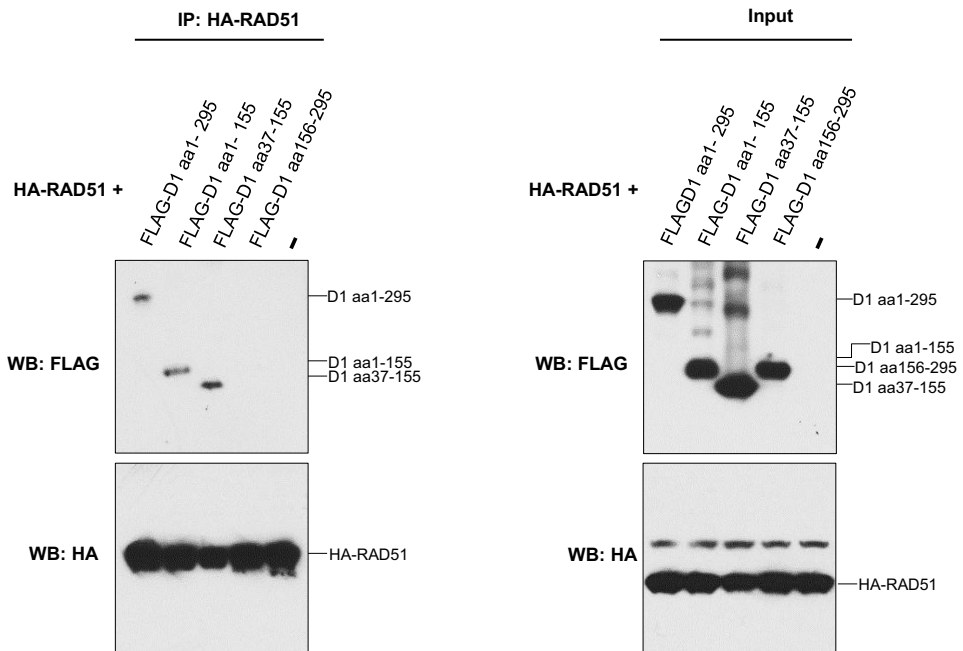 IP: HA-RAD51
HA-RAD51 +
FLAG-D1 aa1- 295
FLAG-D1 aa1- 155
FLAG-D1 aa37-155
FLAG-D1 aa156-295
-
WB: FLAG
D1 aa1-295
D1 aa1-155
D1 aa37-155
WB: HA
HA-RAD51
Input
HA-RAD51 +
FLAGD1 aa1- 295
FLAG-D1 aa1- 155
FLAG-D1 aa37-155
FLAG-D1 aa156-295
-
WB: FLAG
D1 aa1-295
D1 aa1-155
D1 aa156-295
D1 aa37-155
WB: HA
HA-RAD51